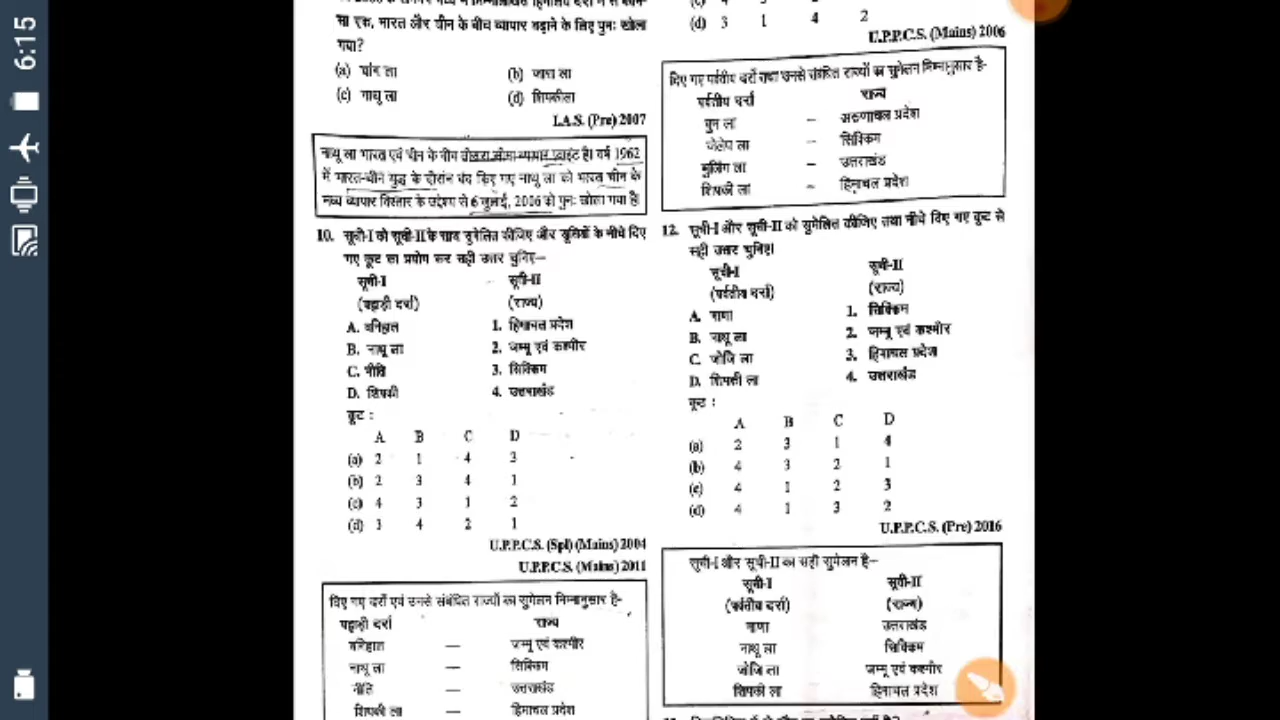 6:15
सा एक, भारत और चीन के बीच व्यापार बढ़ाने के लिए पुनः खोला
गया?
(a) चांग ला
(b) जारा ला
(c) नाथु ला
(d) शिपकीला
I.A.S. (Pre) 2007
नाथू ला भारत एवं चीन के बीच तीसरा सीमा-व्यापार प्वाइंट है। वर्ष 1962
में भारत-चीन युद्ध के दौरान बंद किए गए नाथू ला को भारत चीन के
मध्य व्यापार विस्तार के उद्देश्य से 6 जुलाई, 2006 को पुनः खोला गया है
10. सूची-I को सूची-II के साथ सुमेलित कीजिए और सूचियों के नीचे दिए
गए कूट का प्रयोग कर सही उत्तर चुनिए–
सूची-I
सूची-II
(पहाड़ी दर्रा)
(राज्य)
A. बनिहाल
1. हिमाचल प्रदेश
B. नाथू ला
2. जम्मू एवं कश्मीर
C. नीति
3. सिक्किम
D. शिपकी
4. उत्तराखंड
कूट :
A B C D
(a) 2 1 4 3
(b) 2 3 4 1
(c) 4 3 1 2
(d) 3 4 2 1
U.P.P.C.S. (Spl) (Mains) 2004
U.P.P.C.S. (Mains) 2011
दिए गए दर्रों एवं उनसे संबंधित राज्यों का सुमेलन निम्नानुसार है-
पहाड़ी दर्रा
राज्य
बनिहाल — जम्मू एवं कश्मीर
नाथू ला — सिक्किम
नीति — उत्तराखंड
शिपकी ला — हिमाचल प्रदेश
(d) 3 1 4 2
U.P.P.C.S. (Mains) 2006
दिए गए पर्वतीय दर्रों तथा उनसे संबंधित राज्यों का सुमेलन निम्नानुसार है-
पर्वतीय दर्रा
राज्य
– अरुणाचल प्रदेश
जेलेप ला – सिक्किम
– उत्तराखंड
शिपकी ला – हिमाचल प्रदेश
12. सूची-I और सूची-II को सुमेलित कीजिए तथा नीचे दिए गए कूट से
सही उत्तर चुनिए।
सूची-I
सूची-II
(पर्वतीय दर्रा)
(राज्य)
A. माणा
1. सिक्किम
B. नाथू ला
2. जम्मू एवं कश्मीर
C. जोजि ला
3. हिमाचल प्रदेश
D. शिपकी ला
4. उत्तराखंड
कूट :
A B C D
(a) 2 3 1 4
(b) 4 3 2 1
(c) 4 1 2 3
(d) 4 1 3 2
U.P.P.C.S. (Pre) 2016
सूची-I और सूची-II का सही सुमेलन है–
सूची-I
सूची-II
(पर्वतीय दर्रा)
(राज्य)
माणा उत्तराखंड
नाथू ला सिक्किम
जोजि ला जम्मू एवं कश्मीर
शिपकी ला हिमाचल प्रदेश